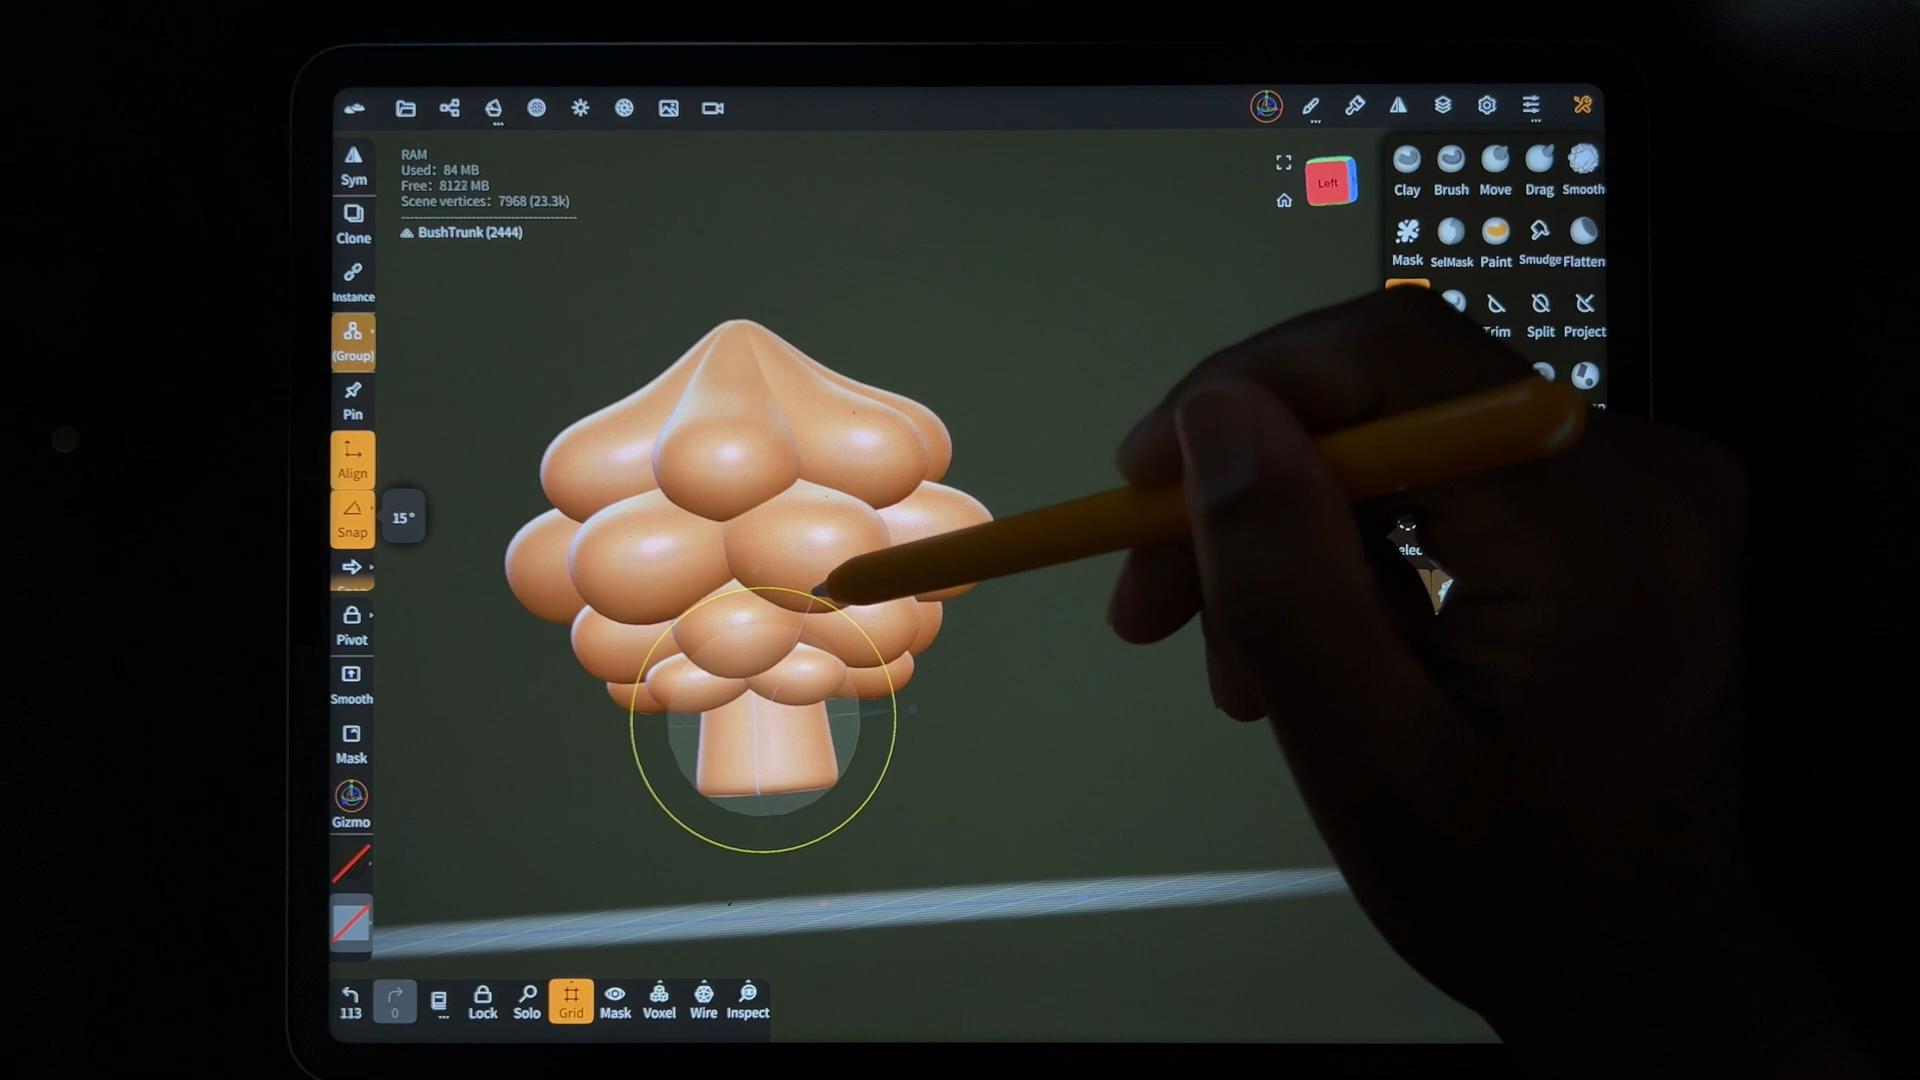 RAM
Used: 84 MB
Free: 8122 MB
Scene vertices: 7968 (23.3k)
BushTrunk (2444)
Left
Sym
Clone
Instance
(Group)
Pin
Align
Snap
15°
Pivot
Smooth
Mask
Gizmo
Clay Brush Move Drag Smooth
Mask SelMask Paint Smudge Flatten
Trim Split Project
113 0 Lock Solo Grid Mask Voxel Wire Inspect